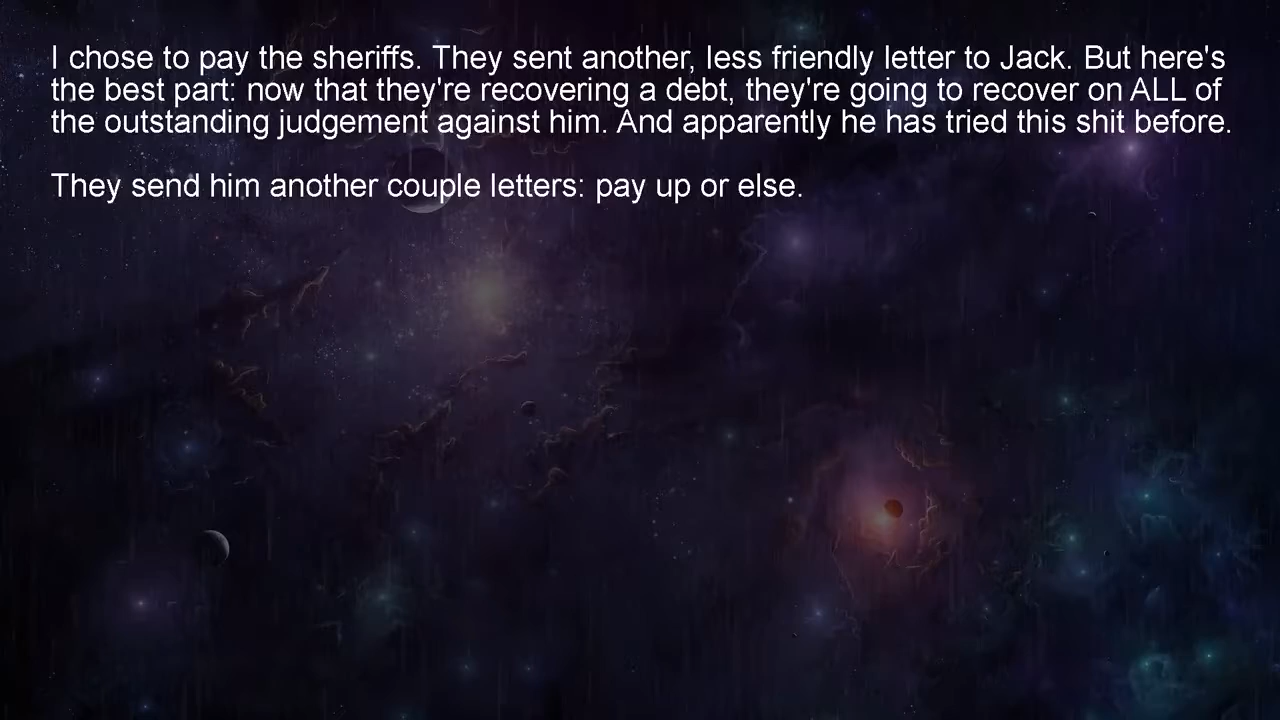 I chose to pay the sheriffs. They sent another, less friendly letter to Jack. But here's
the best part: now that they're recovering a debt, they're going to recover on ALL of
the outstanding judgement against him. And apparently he has tried this shit before.
They send him another couple letters: pay up or else.